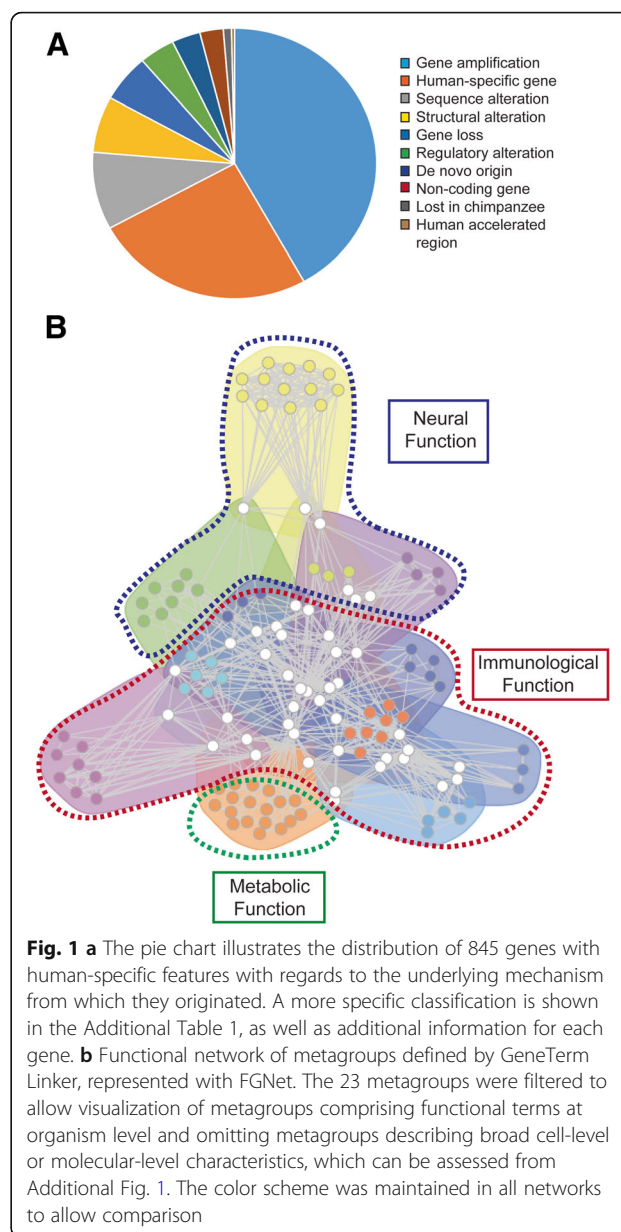 A
Gene amplification
Human-specific gene
Sequence alteration
Structural alteration
Gene loss
Regulatory alteration
De novo origin
Non-coding gene
Lost in chimpanzee
Human accelerated
region
B
Neural
Function
Immunological
Function
Metabolic
Function
Fig. 1 a The pie chart illustrates the distribution of 845 genes with
human-specific features with regards to the underlying mechanism
from which they originated. A more specific classification is shown
in the Additional Table 1, as well as additional information for each
gene. b Functional network of metagroups defined by GeneTerm
Linker, represented with FGNet. The 23 metagroups were filtered to
allow visualization of metagroups comprising functional terms at
organism level and omitting metagroups describing broad cell-level
or molecular-level characteristics, which can be assessed from
Additional Fig. 1. The color scheme was maintained in all networks
to allow comparison